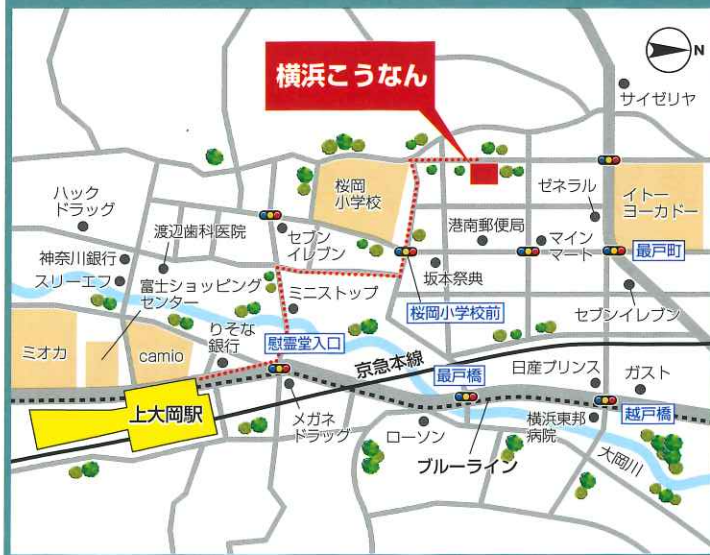 N
サイゼリヤ
横浜こうなん
桜岡
小学校
ゼネラル
イトー
ヨーカドー
ハック
ドラッグ
渡辺歯科医院
セブン
イレブン
港南郵便局
マイン
マート
最戸町
神奈川銀行
スリーエフ
富士ショッピング
センター
ミニストップ
坂本祭典
桜岡小学校前
セブンイレブン
ミオカ
camio
りそな
銀行
慰霊堂入口
京急本線
最戸橋
日産プリンス
ガスト
上大岡駅
メガネ
ドラッグ
ローソン
横浜東邦
病院
越戸橋
ブルーライン
大岡川